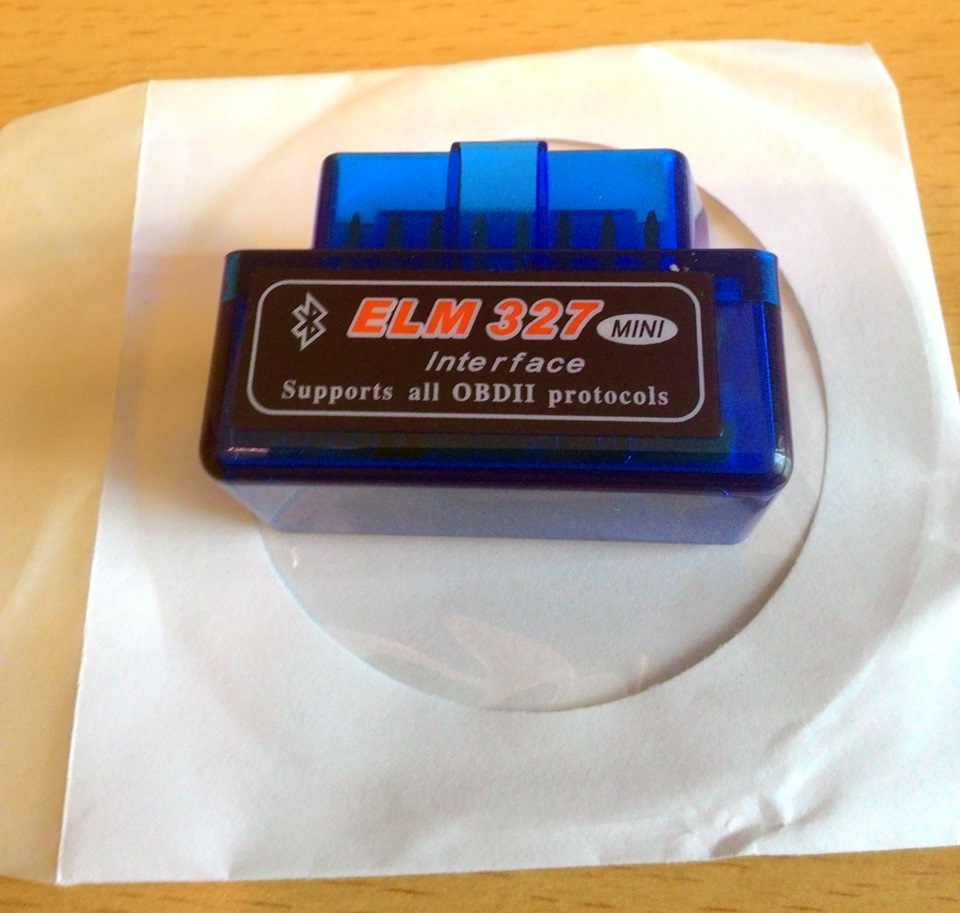 ELM 327 MINI
Interface
Supports all OBDII protocols